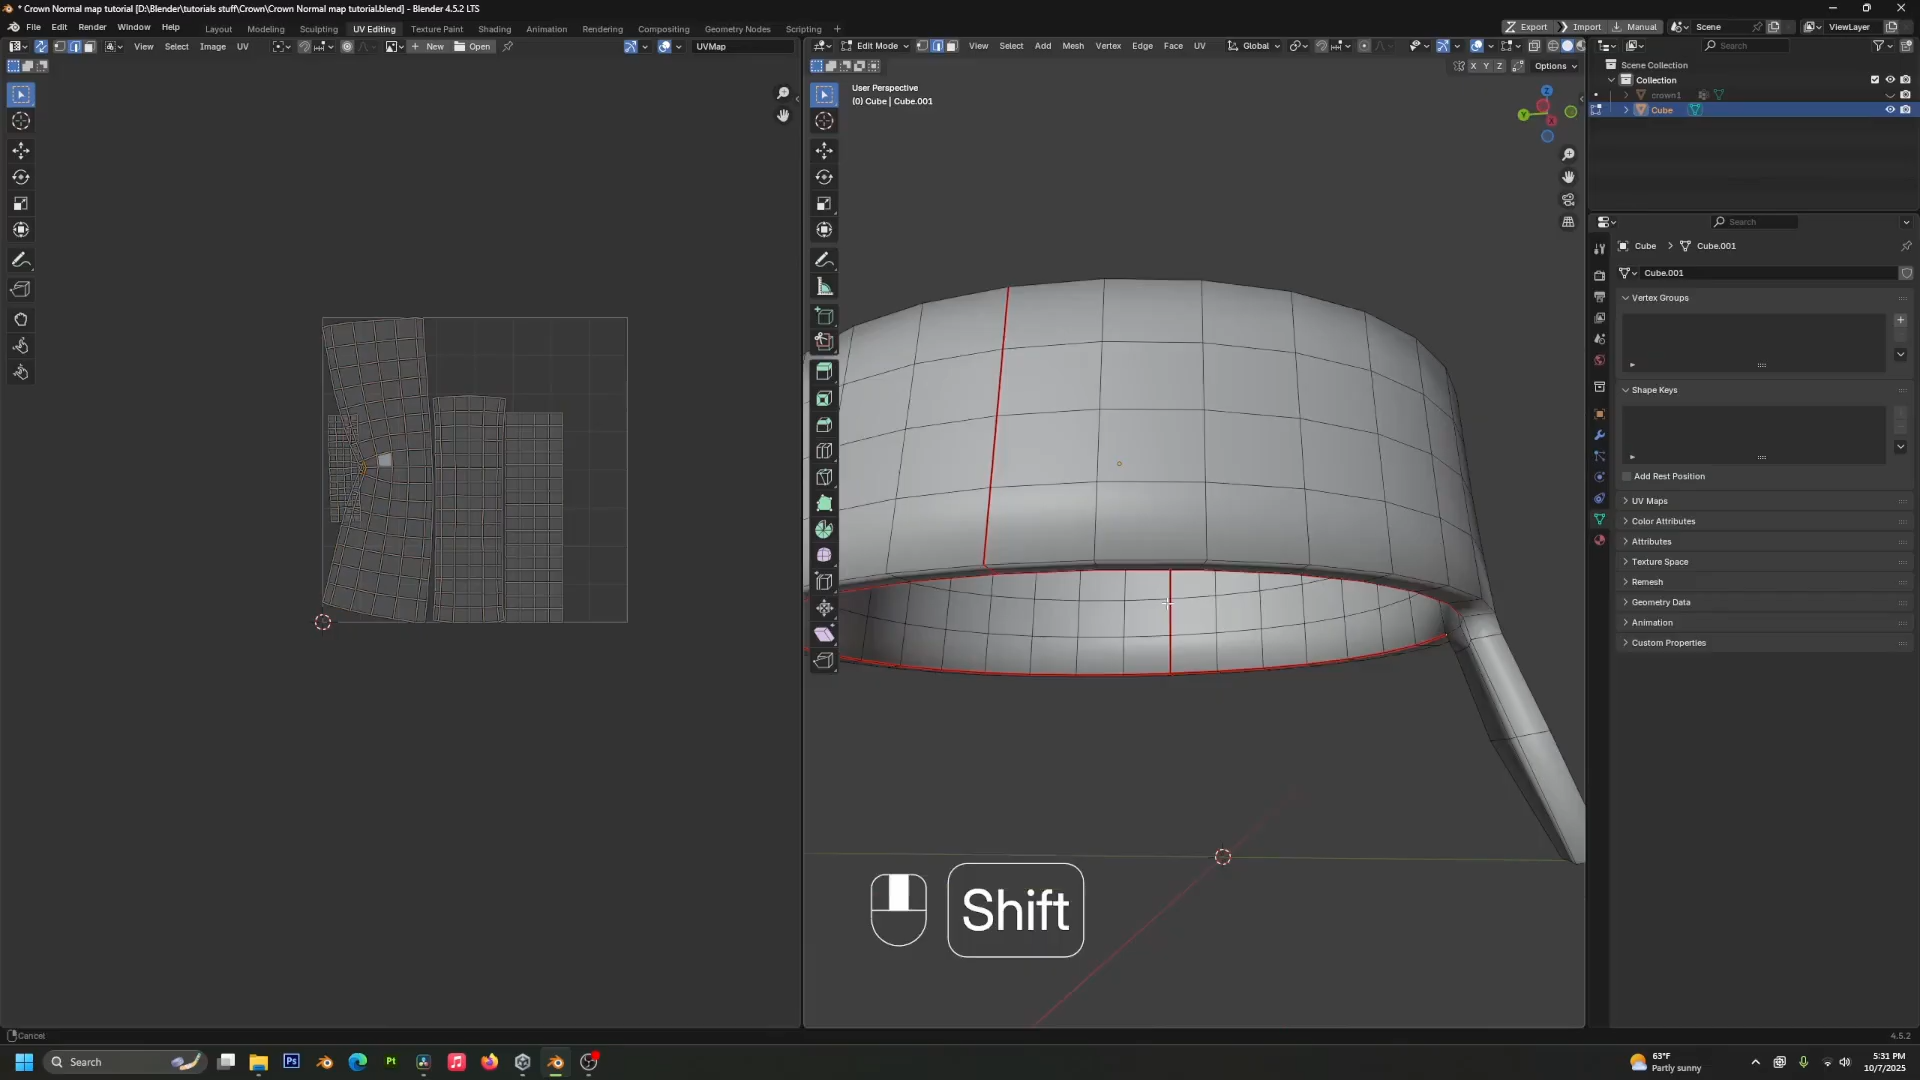 * Crown Normal map tutorial [D:\Blender\tutorials stuff\Crown\Crown Normal map tutorial.blend] - Blender 4.5.2 LTS
File Edit Render Window Help
Layout Modeling Sculpting UV Editing Texture Paint Shading Animation Rendering Compositing Geometry Nodes Scripting +
Export Import Manual Scene ViewLayer
View Select Image UV + New Open UVMap
Edit Mode View Select Add Mesh Vertex Edge Face UV Global
Search
X Y Z Options
User Perspective
(0) Cube | Cube.001
Scene Collection
Collection
crown1
Cube
Z
Y
X
Search
Cube > Cube.001
Cube.001
Vertex Groups
Shape Keys
Add Rest Position
UV Maps
Color Attributes
Attributes
Texture Space
Remesh
Geometry Data
Animation
Custom Properties
Shift
Cancel
4.5.2
Search
Ps
Pt
63°F
Partly sunny
5:31 PM
10/7/2025